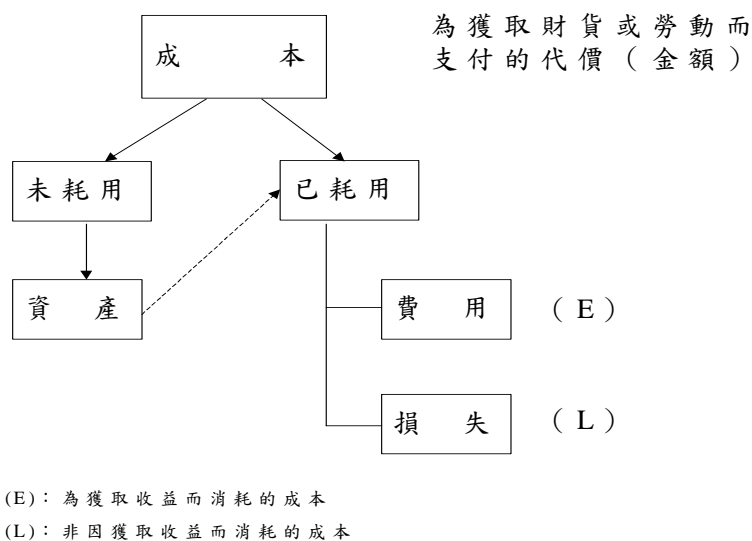 成 本
為獲取財貨或勞動而
支付的代價（金額）
未耗用
已耗用
資 產
費 用
（E）
損 失
（L）
(E)：為獲取收益而消耗的成本
(L)：非因獲取收益而消耗的成本